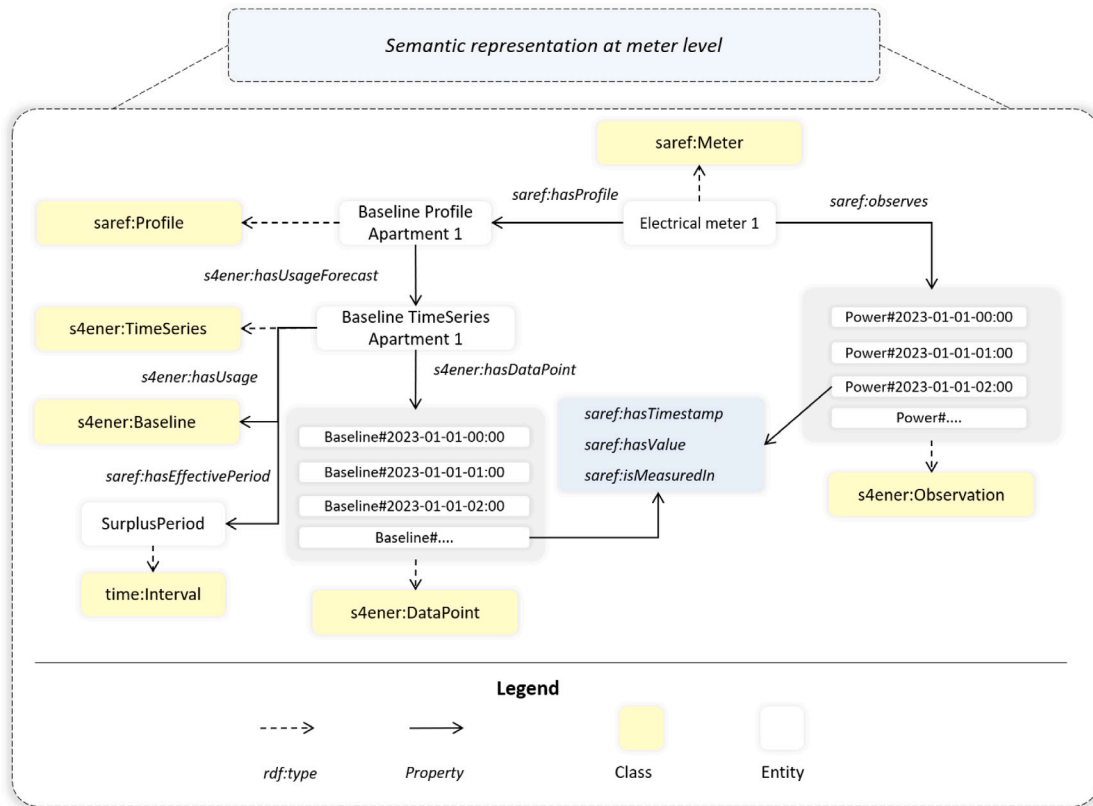 Semantic representation at meter level
saref:Meter
saref:hasProfile
saref:observes
saref:Profile
Baseline Profile
Apartment 1
Electrical meter 1
s4ener:hasUsageForecast
s4ener:TimeSeries
Baseline TimeSeries
Apartment 1
Power#2023-01-01-00:00
Power#2023-01-01-01:00
Power#2023-01-01-02:00
Power#....
s4ener:hasUsage
s4ener:hasDataPoint
s4ener:Baseline
saref:hasTimestamp
saref:hasValue
saref:isMeasuredIn
Baseline#2023-01-01-00:00
Baseline#2023-01-01-01:00
Baseline#2023-01-01-02:00
Baseline#....
saref:hasEffectivePeriod
s4ener:Observation
SurplusPeriod
time:Interval
s4ener:DataPoint
Legend
rdf:type
Property
Class
Entity